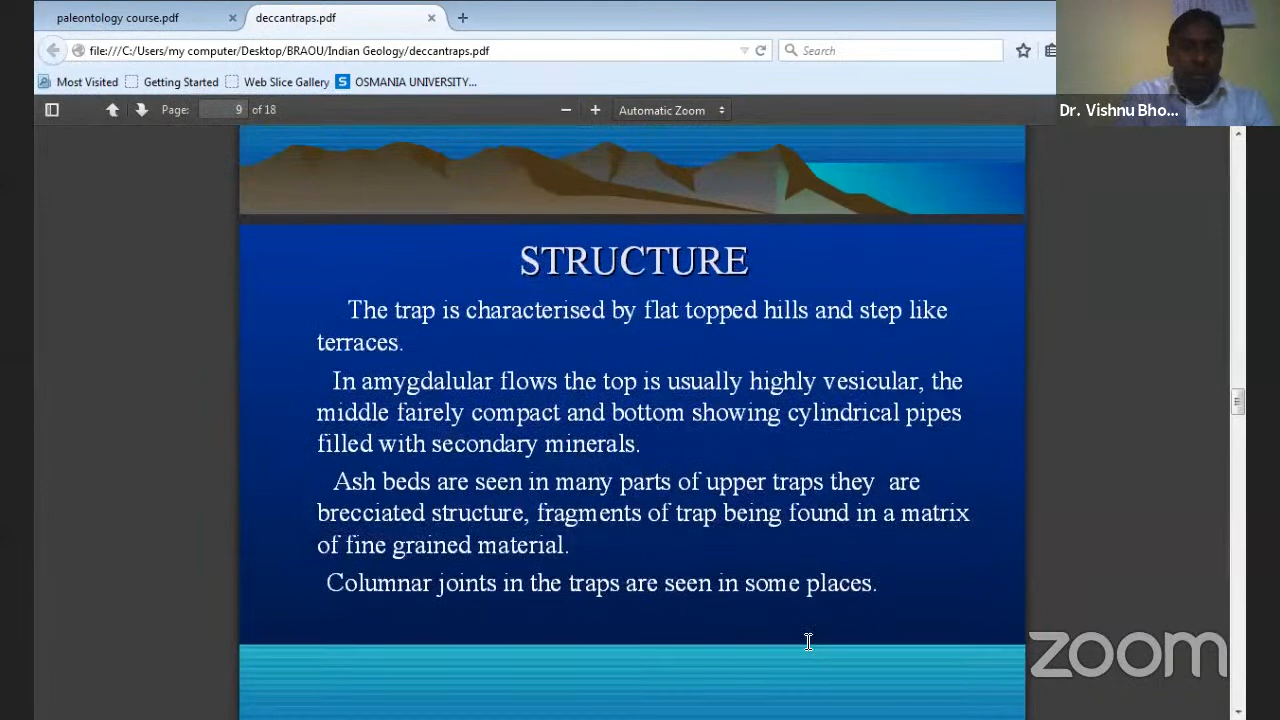 paleontology course.pdf
deccantraps.pdf
file:///C:/Users/my computer/Desktop/BRAOU/Indian Geology/deccantraps.pdf
Search
Most Visited
Getting Started
Web Slice Gallery
S
OSMANIA UNIVERSITY...
Page:
9
of 18
Automatic Zoom
Dr. Vishnu Bho...
STRUCTURE
The trap is characterised by flat topped hills and step like
terraces.
In amygdalular flows the top is usually highly vesicular, the
middle fairely compact and bottom showing cylindrical pipes
filled with secondary minerals.
Ash beds are seen in many parts of upper traps they are
brecciated structure, fragments of trap being found in a matrix
of fine grained material.
Columnar joints in the traps are seen in some places.
zoom